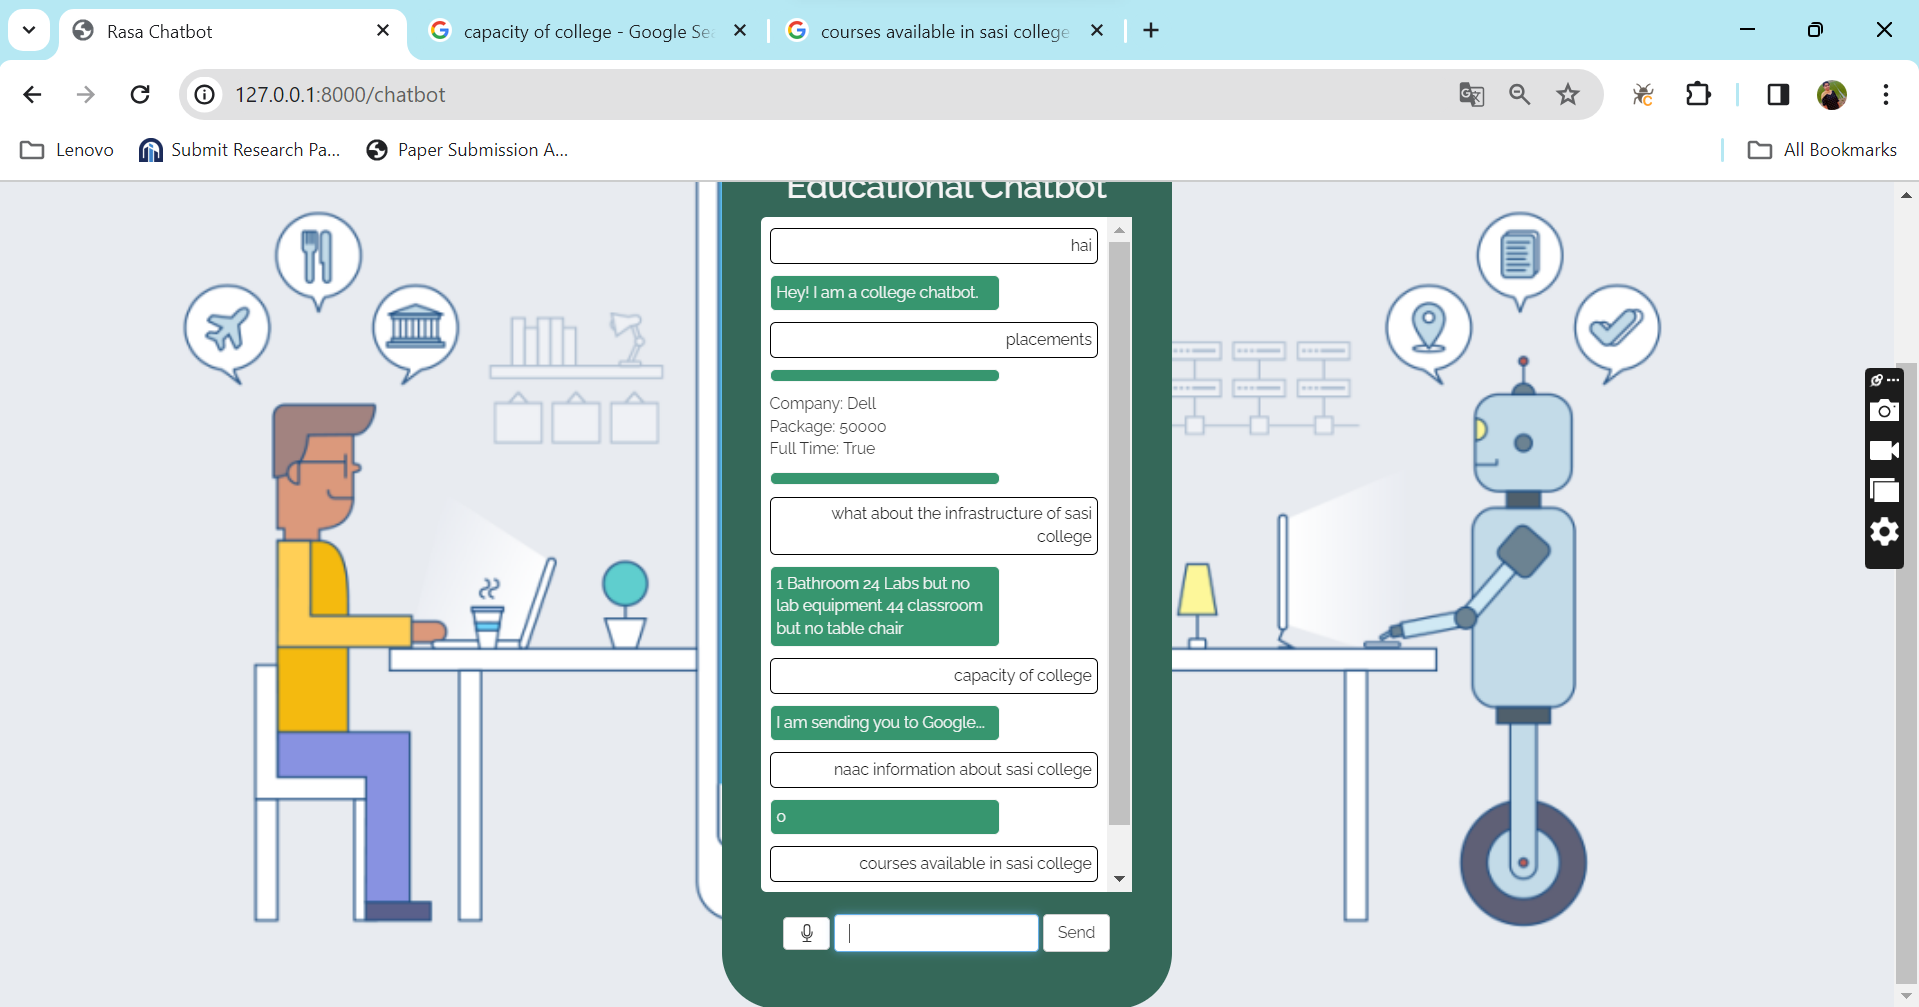 Rasa Chatbot
capacity of college - Google Sea
courses available in sasi college
127.0.0.1:8000/chatbot
Lenovo
Submit Research Pa...
Paper Submission A...
All Bookmarks
Educational Chatbot
hai
Hey! I am a college chatbot.
placements
Company: Dell
Package: 50000
Full Time: True
what about the infrastructure of sasi
college
1 Bathroom 24 Labs but no
lab equipment 44 classroom
but no table chair
capacity of college
I am sending you to Google...
naac information about sasi college
0
courses available in sasi college
Send